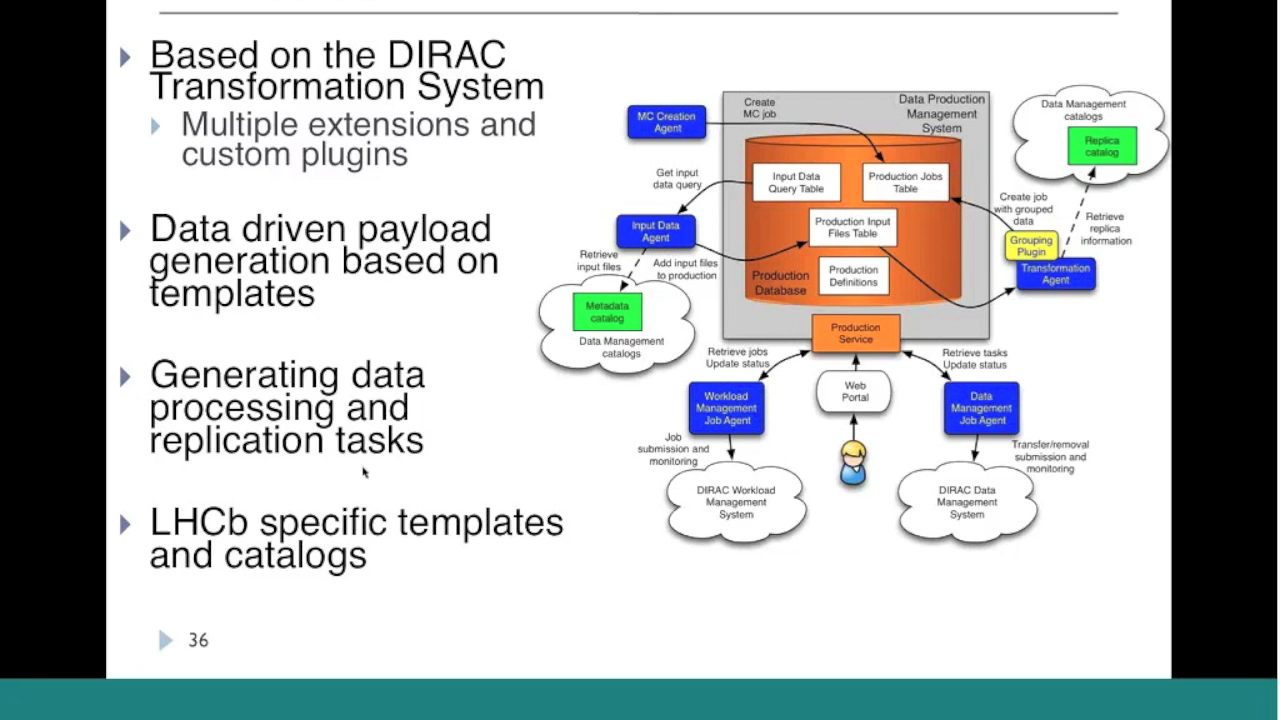 Based on the DIRAC
Transformation System
Multiple extensions and
custom plugins
Data driven payload
generation based on
templates
Generating data
processing and
replication tasks
LHCb specific templates
and catalogs
36
MC Creation
Agent
Create
MC job
Data Production
Management
System
Data Management
catalogs
Replica
catalog
Get input
data query
Input Data
Query Table
Production Jobs
Table
Production Input
Files Table
Production
Definitions
Production
Database
Input Data
Agent
Retrieve
input files
Add input files
to production
Metadata
catalog
Data Management
catalogs
Create job
with grouped
data
Grouping
Plugin
Transformation
Agent
Retrieve
replica
information
Production
Service
Retrieve jobs
Update status
Retrieve tasks
Update status
Workload
Management
Job Agent
Web
Portal
Data
Management
Job Agent
Job
submission and
monitoring
Transfer/removal
submission and
monitoring
DIRAC Workload
Management
System
DIRAC Data
Management
System